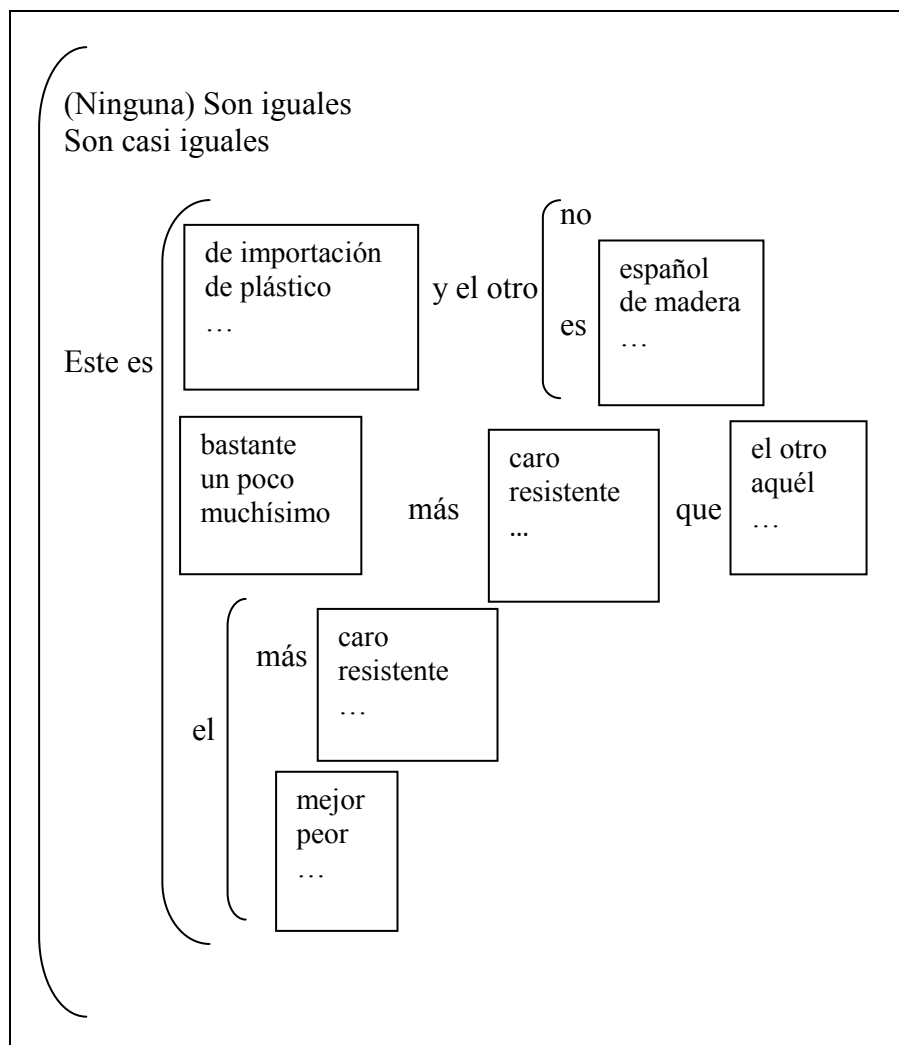 (Ninguna) Son iguales
Son casi iguales
Este es
de importación
de plástico
…
y el otro
no
es
español
de madera
…
bastante
un poco
muchísimo
más
caro
resistente
...
que
el otro
aquél
…
el
más
caro
resistente
…
mejor
peor
…